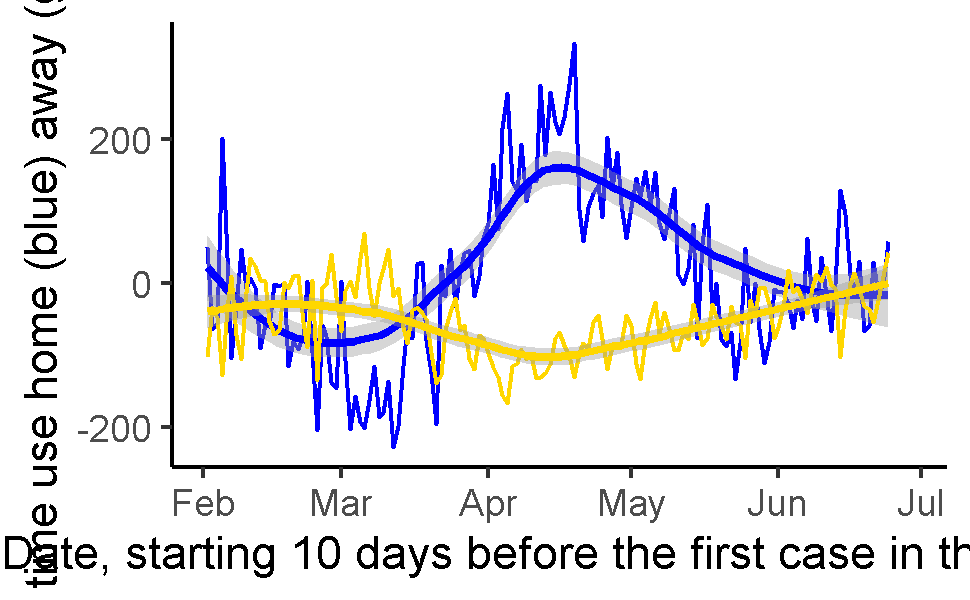 time use home (blue) away (
200
0
-200
Feb Mar Apr May Jun Jul
Date, starting 10 days before the first case in th